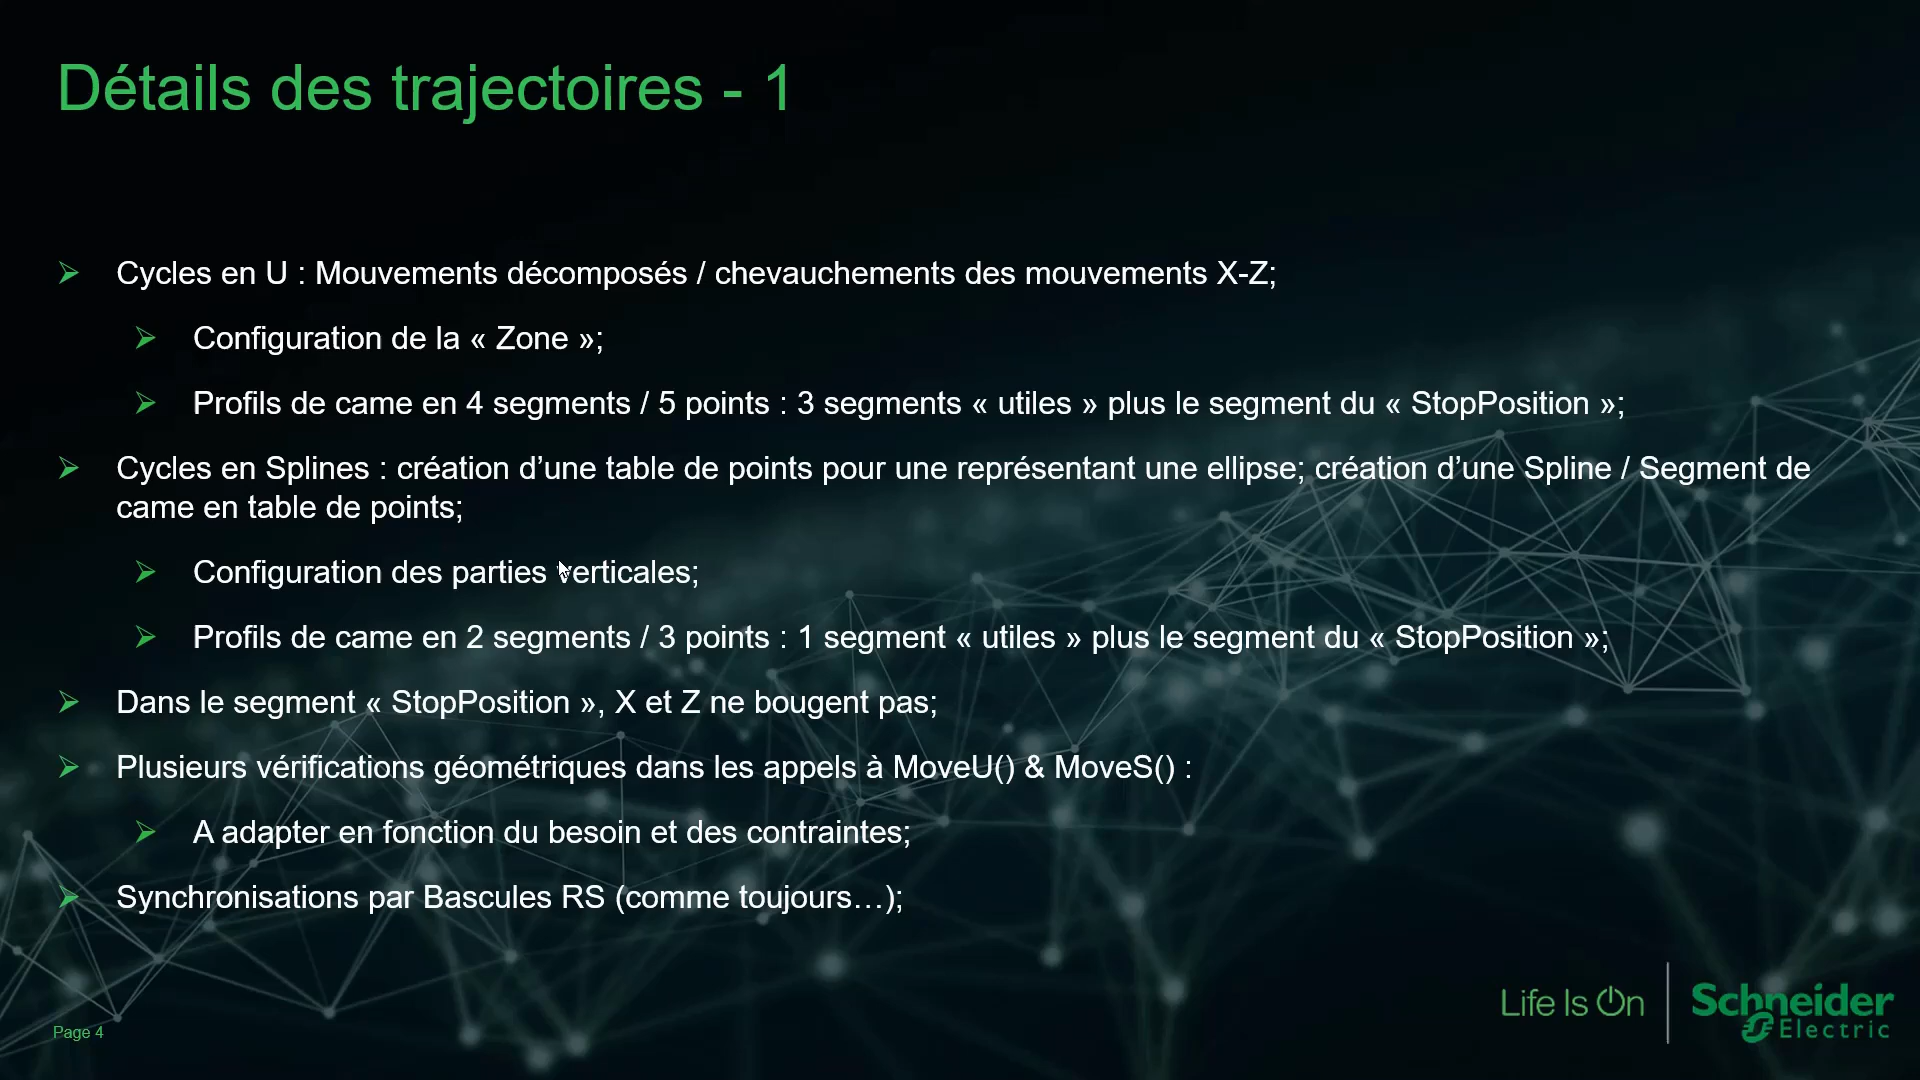 Détails des trajectoires - 1
Cycles en U : Mouvements décomposés / chevauchements des mouvements X-Z;
Configuration de la « Zone »;
Profils de came en 4 segments / 5 points : 3 segments « utiles » plus le segment du « StopPosition »;
Cycles en Splines : création d’une table de points pour une représentant une ellipse; création d’une Spline / Segment de
came en table de points;
Configuration des parties verticales;
Profils de came en 2 segments / 3 points : 1 segment « utiles » plus le segment du « StopPosition »;
Dans le segment « StopPosition », X et Z ne bougent pas;
Plusieurs vérifications géométriques dans les appels à MoveU() & MoveS() :
A adapter en fonction du besoin et des contraintes;
Synchronisations par Bascules RS (comme toujours…);
Life Is On
Schneider
Electric
Page 4